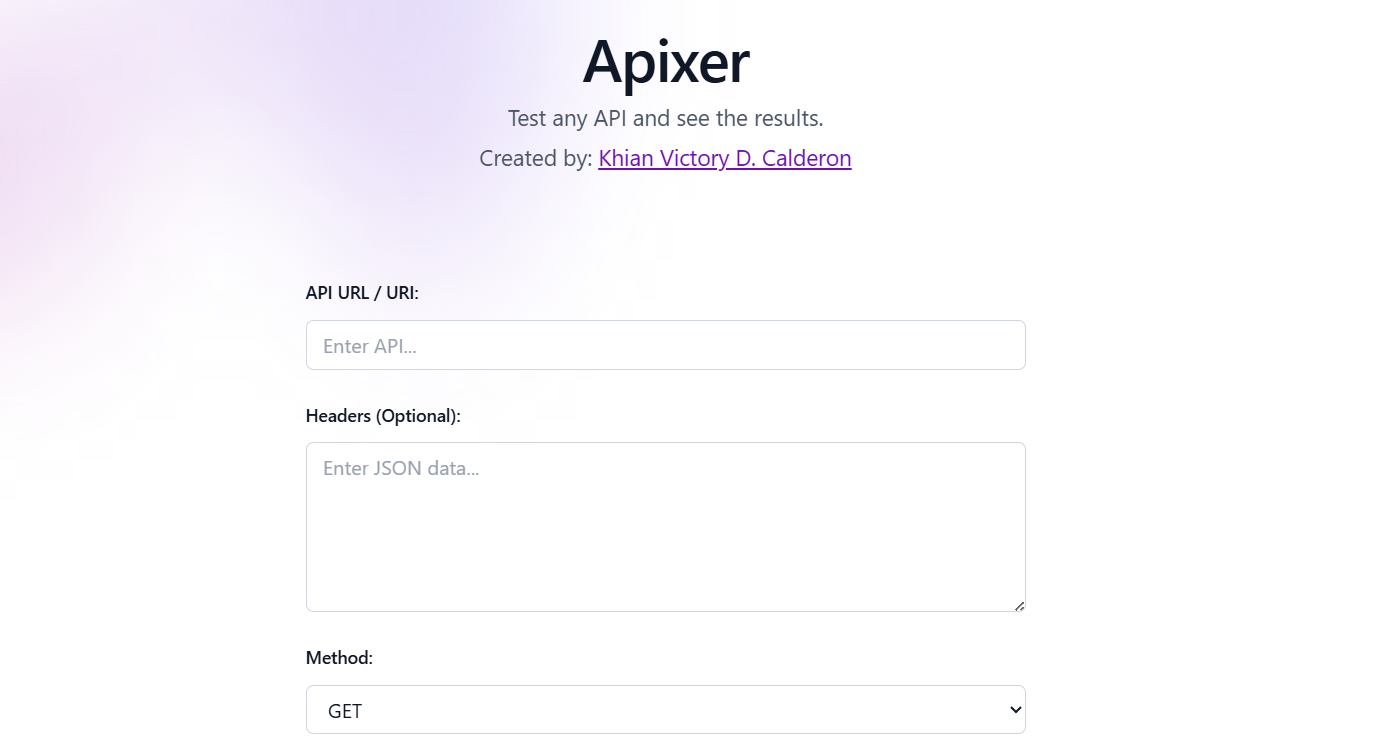 Apixer
Test any API and see the results.
Created by: Khian Victory D. Calderon
API URL / URI:
Enter API...
Headers (Optional):
Enter JSON data...
Method:
GET